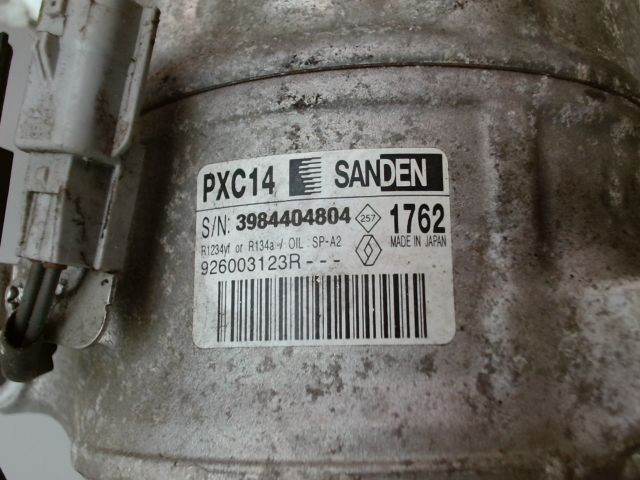 PXC14 SANDEN
S/N: 3984404804 257 1762
R1234yf or R134a / OIL : SP-A2 MADE IN JAPAN
926003123R - - -